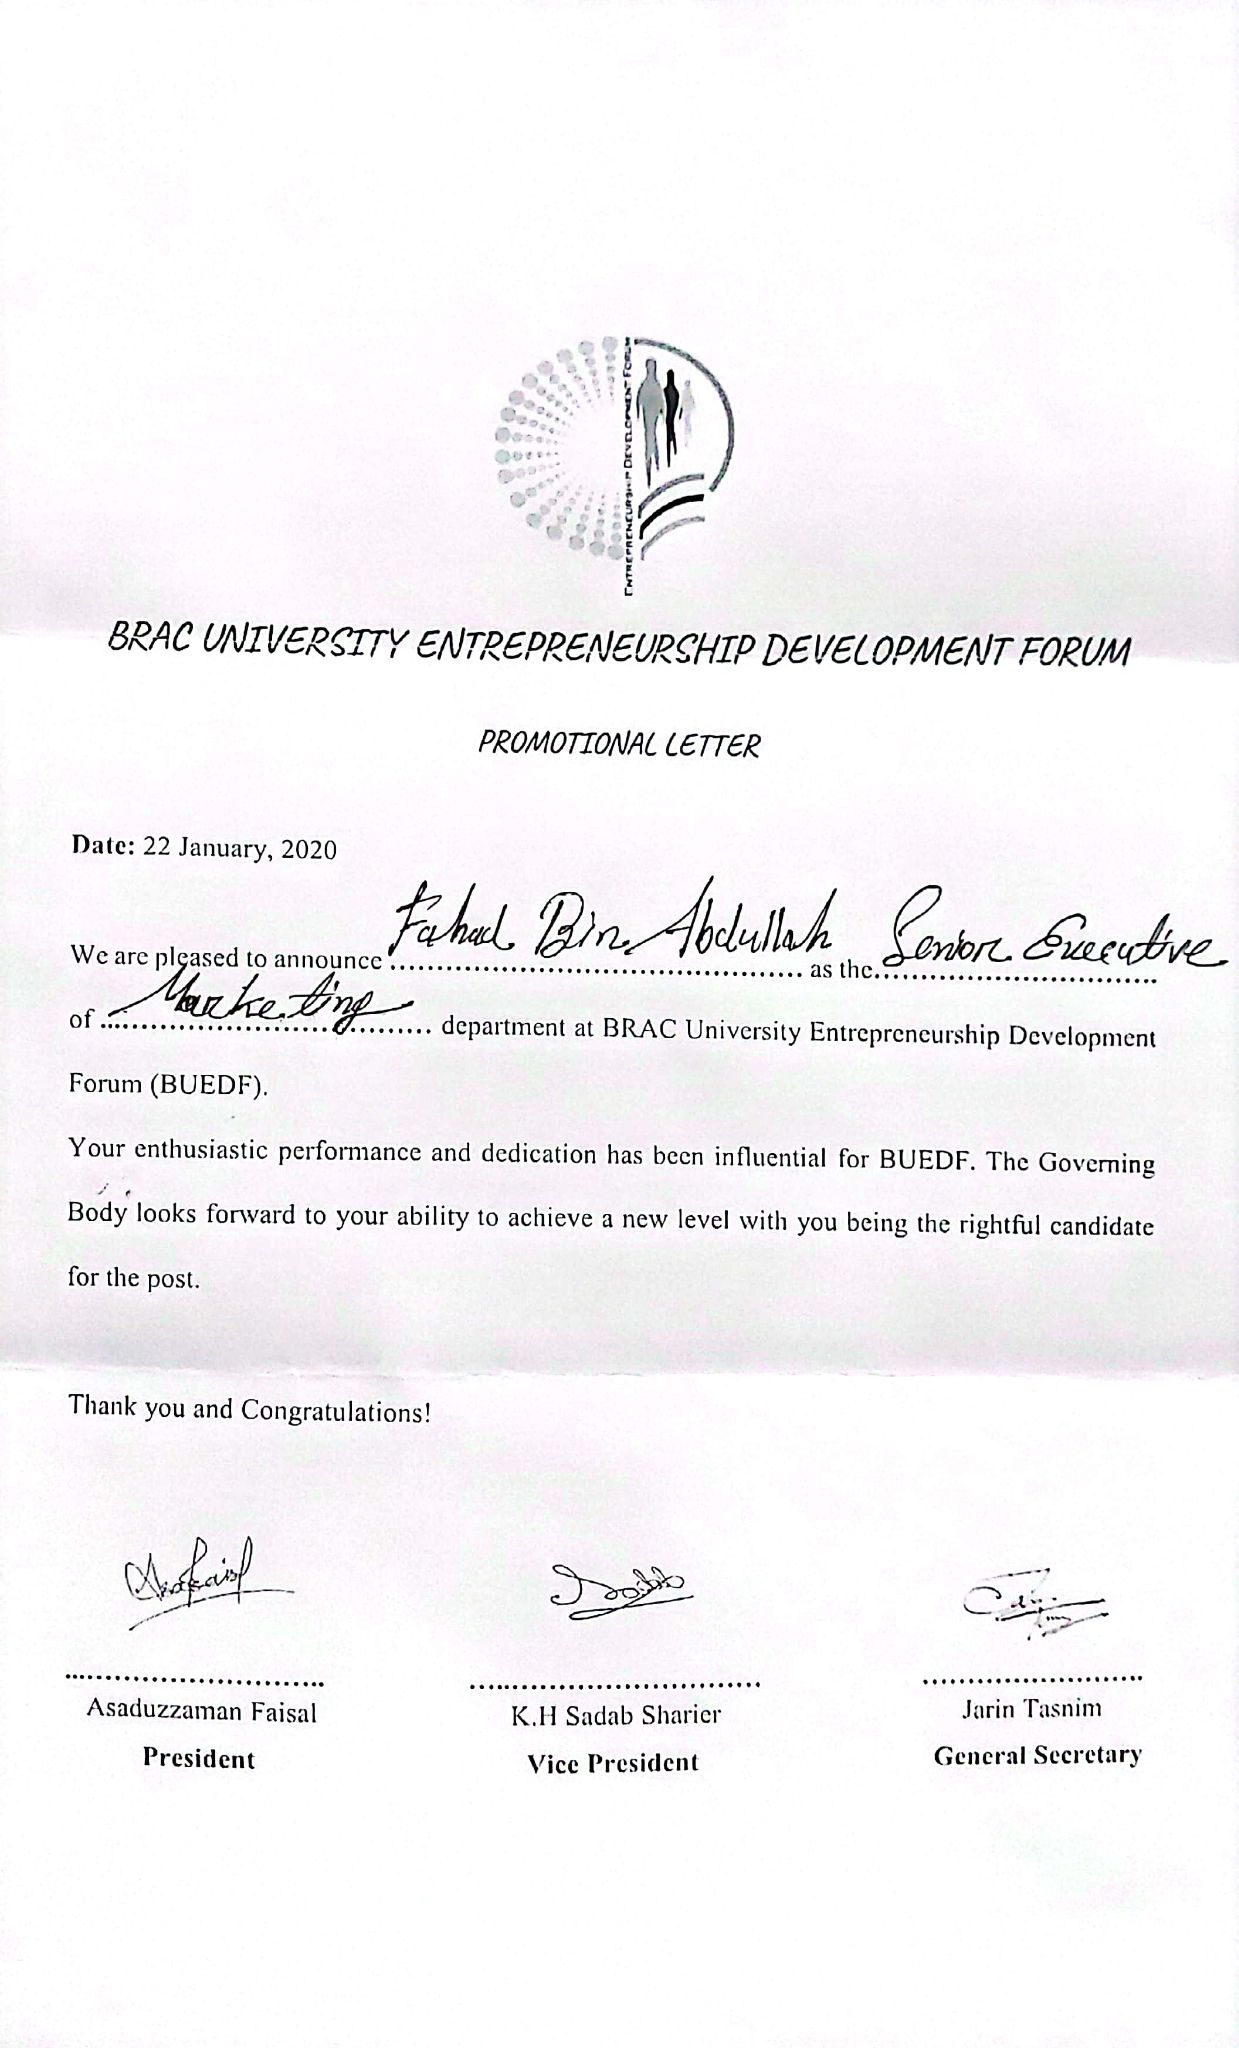 ENTREPRENEURSHIP DEVELOPMENT FORUM
BRAC UNIVERSITY ENTREPRENEURSHIP DEVELOPMENT FORUM
PROMOTIONAL LETTER
Date: 22 January, 2020
We are pleased to announce Fahad Bin Abdullah as the Senior Executive
of Marketing department at BRAC University Entrepreneurship Development
Forum (BUEDF).
Your enthusiastic performance and dedication has been influential for BUEDF. The Governing
Body looks forward to your ability to achieve a new level with you being the rightful candidate
for the post.
Thank you and Congratulations!
Asaduzzaman Faisal K.H Sadab Sharier Jarin Tasnim
President Vice President General Secretary